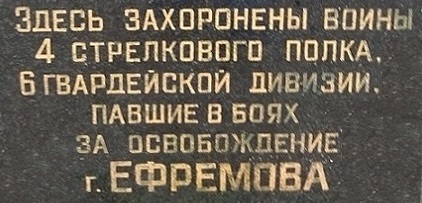 ЗДЕСЬ ЗАХОРОНЕНЫ ВОИНЫ
4 СТРЕЛКОВОГО ПОЛКА,
6 ГВАРДЕЙСКОЙ ДИВИЗИИ,
ПАВШИЕ В БОЯХ
ЗА ОСВОБОЖДЕНИЕ
г. ЕФРЕМОВА